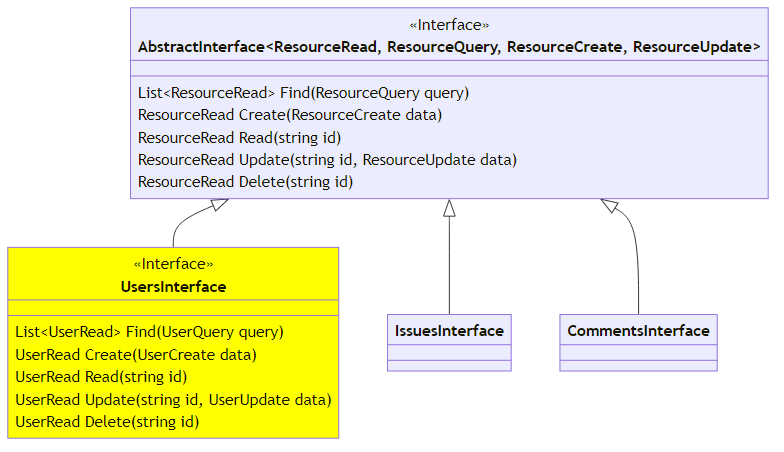 «Interface»
AbstractInterface<ResourceRead, ResourceQuery, ResourceCreate, ResourceUpdate>
List<ResourceRead> Find(ResourceQuery query)
ResourceRead Create(ResourceCreate data)
ResourceRead Read(string id)
ResourceRead Update(string id, ResourceUpdate data)
ResourceRead Delete(string id)
«Interface»
UsersInterface
List<UserRead> Find(UserQuery query)
UserRead Create(UserCreate data)
UserRead Read(string id)
UserRead Update(string id, UserUpdate data)
UserRead Delete(string id)
IssuesInterface
CommentsInterface